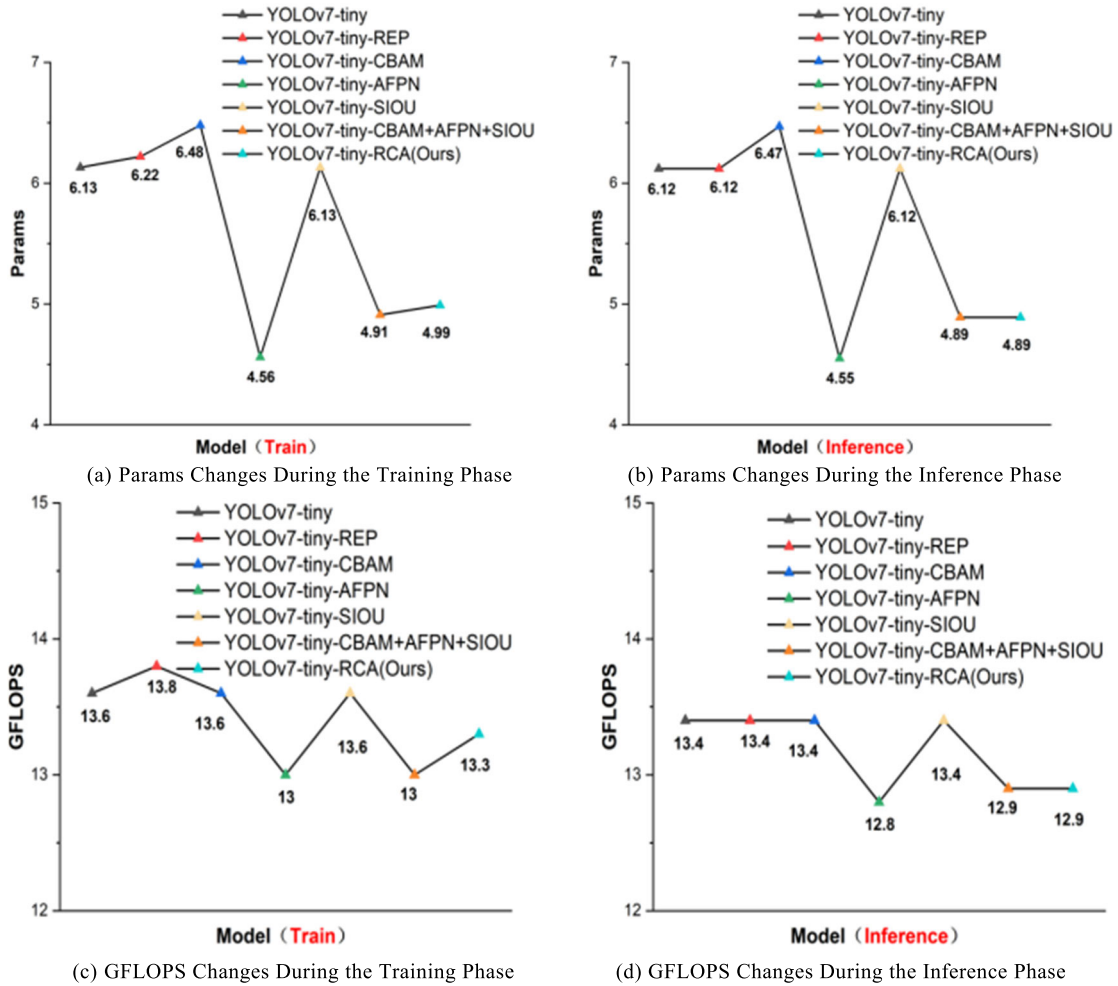 YOLOv7-tiny
YOLOv7-tiny-REP
YOLOv7-tiny-CBAM
YOLOv7-tiny-AFPN
YOLOv7-tiny-SIOU
YOLOv7-tiny-CBAM+AFPN+SIOU
YOLOv7-tiny-RCA(Ours)
7
6
5
4
Params
6.13
6.22
6.48
4.56
6.13
4.91
4.99
Model（Train）
(a) Params Changes During the Training Phase
YOLOv7-tiny
YOLOv7-tiny-REP
YOLOv7-tiny-CBAM
YOLOv7-tiny-AFPN
YOLOv7-tiny-SIOU
YOLOv7-tiny-CBAM+AFPN+SIOU
YOLOv7-tiny-RCA(Ours)
7
6
5
4
Params
6.12
6.12
6.47
4.55
6.12
4.89
4.89
Model（Inference）
(b) Params Changes During the Inference Phase
YOLOv7-tiny
YOLOv7-tiny-REP
YOLOv7-tiny-CBAM
YOLOv7-tiny-AFPN
YOLOv7-tiny-SIOU
YOLOv7-tiny-CBAM+AFPN+SIOU
YOLOv7-tiny-RCA(Ours)
15
14
13
12
GFLOPS
13.6
13.8
13.6
13
13.6
13
13.3
Model（Train）
(c) GFLOPS Changes During the Training Phase
YOLOv7-tiny
YOLOv7-tiny-REP
YOLOv7-tiny-CBAM
YOLOv7-tiny-AFPN
YOLOv7-tiny-SIOU
YOLOv7-tiny-CBAM+AFPN+SIOU
YOLOv7-tiny-RCA(Ours)
15
14
13
12
GFLOPS
13.4
13.4
13.4
12.8
13.4
12.9
12.9
Model（Inference）
(d) GFLOPS Changes During the Inference Phase